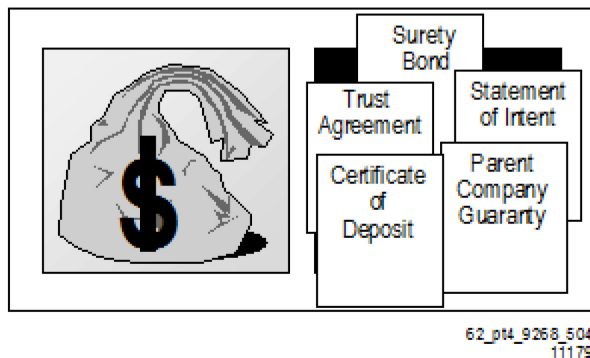 Surety
Bond
Trust
Agreement
Statement
of Intent
Certificate
of
Deposit
Parent
Company
Guaranty
$
62_pt4_9268_504
11179